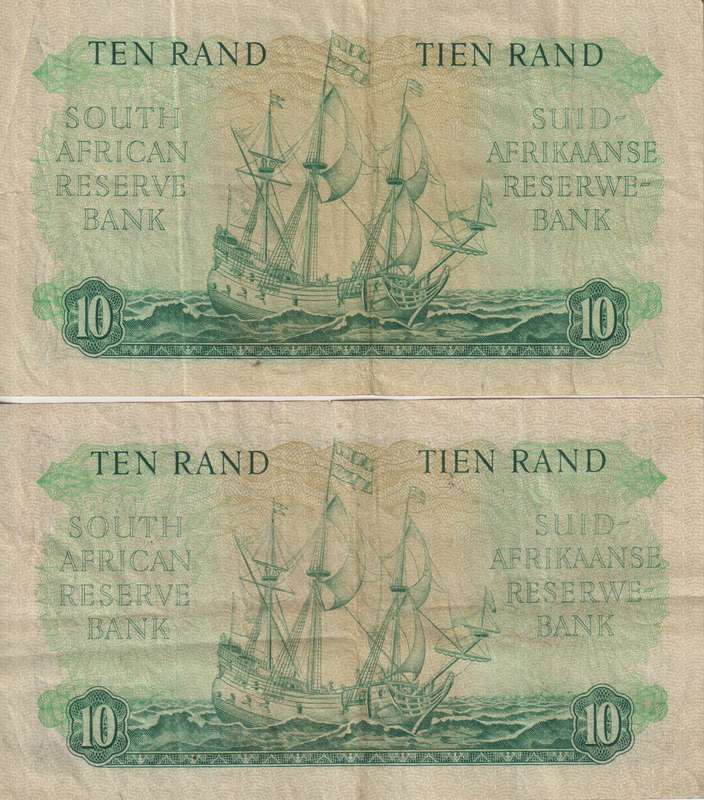 TEN RAND TIEN RAND
SOUTH SUID-
AFRICAN AFRIKAANSE
RESERVE RESERWE-
BANK BANK
10 10
TEN RAND TIEN RAND
SOUTH SUID-
AFRICAN AFRIKAANSE
RESERVE RESERWE-
BANK BANK
10 10